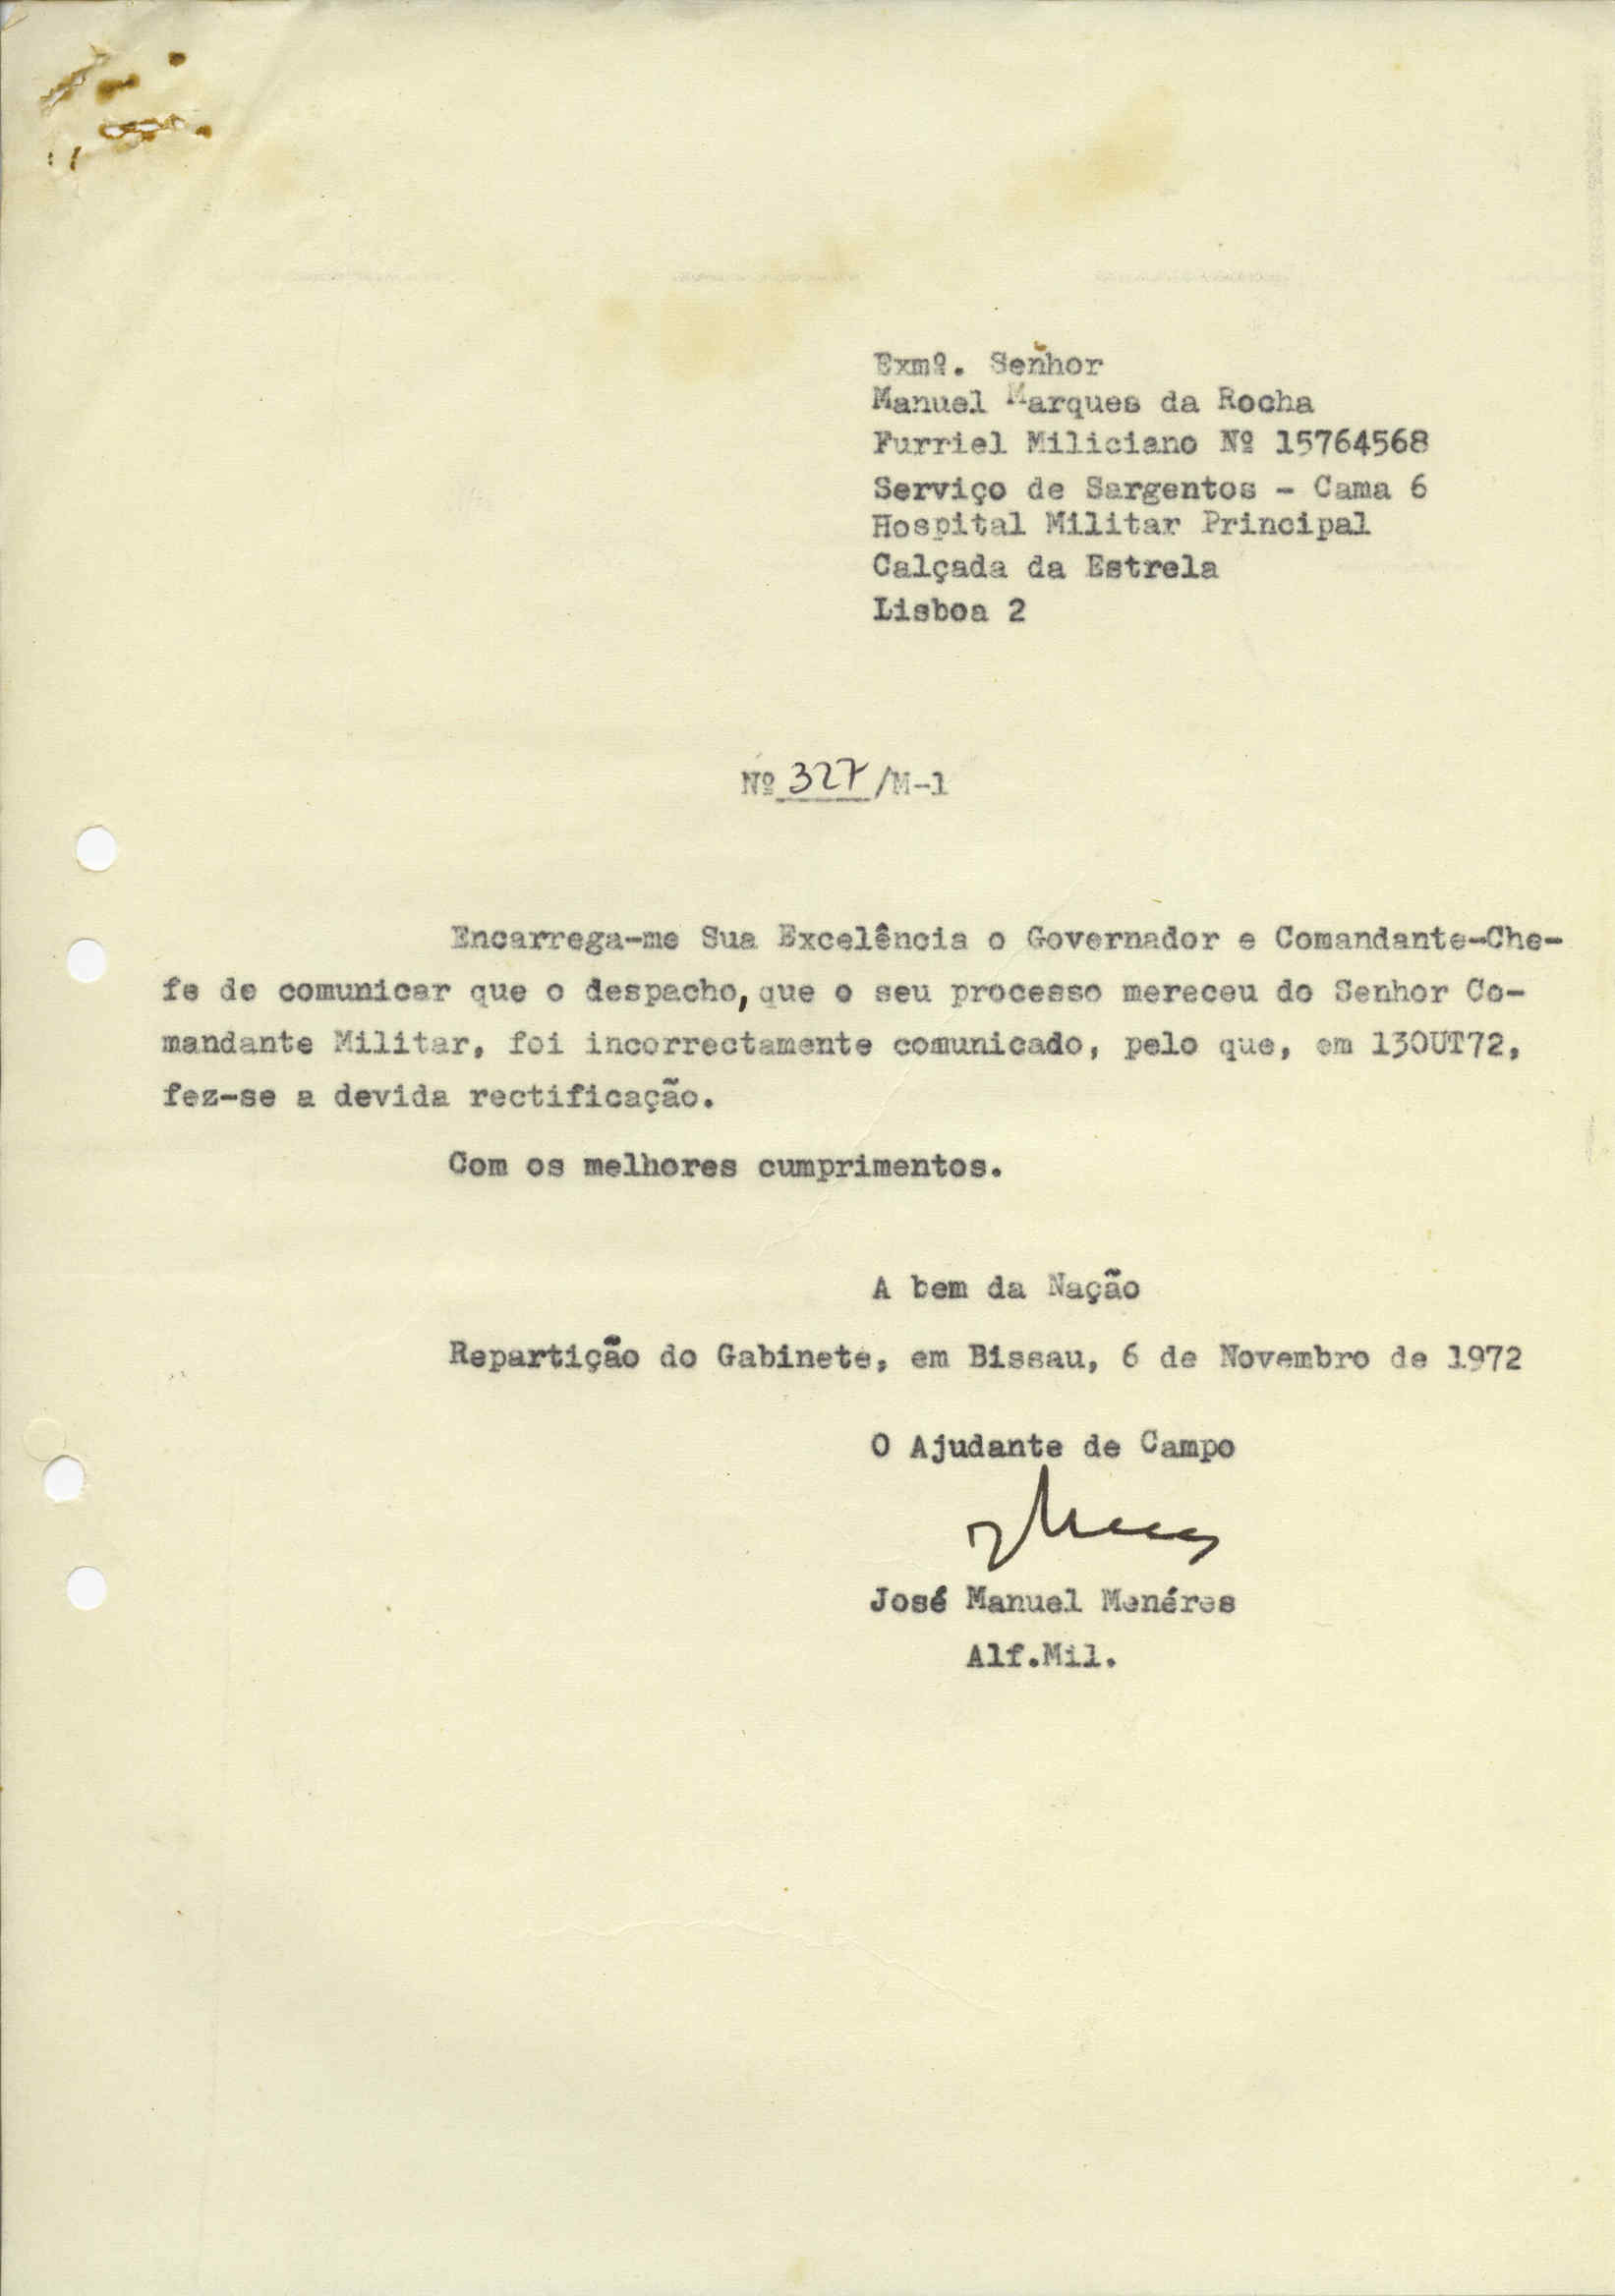 Exmº. Senhor
Manuel Marques da Rocha
Furriel Miliciano Nº 15764568
Serviço de Sargentos - Cama 6
Hospital Militar Principal
Calçada da Estrela
Lisboa 2
Nº 327/M-1
Encarrega-me Sua Excelência o Governador e Comandante-Che-
fe de comunicar que o despacho, que o seu processo mereceu do Senhor Co-
mandante Militar, foi incorrectamente comunicado, pelo que, em 13OUT72,
fez-se a devida rectificação.
Com os melhores cumprimentos.
A bem da Nação
Repartição do Gabinete, em Bissau, 6 de Novembro de 1972
O Ajudante de Campo
José Manuel Menéres
Alf.Mil.